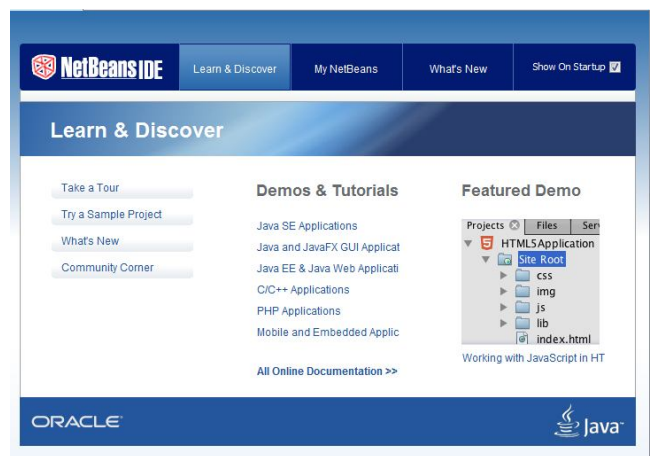 NetBeans IDE
Learn & Discover
My NetBeans
What's New
Show On Startup
Learn & Discover
Take a Tour
Try a Sample Project
What's New
Community Corner
Demos & Tutorials
Java SE Applications
Java and JavaFX GUI Applicat
Java EE & Java Web Applicati
C/C++ Applications
PHP Applications
Mobile and Embedded Applic
All Online Documentation >>
Featured Demo
Projects Files Serv
5 HTML5Application
Site Root
css
img
js
lib
index.html
Working with JavaScript in HT
ORACLE
Java